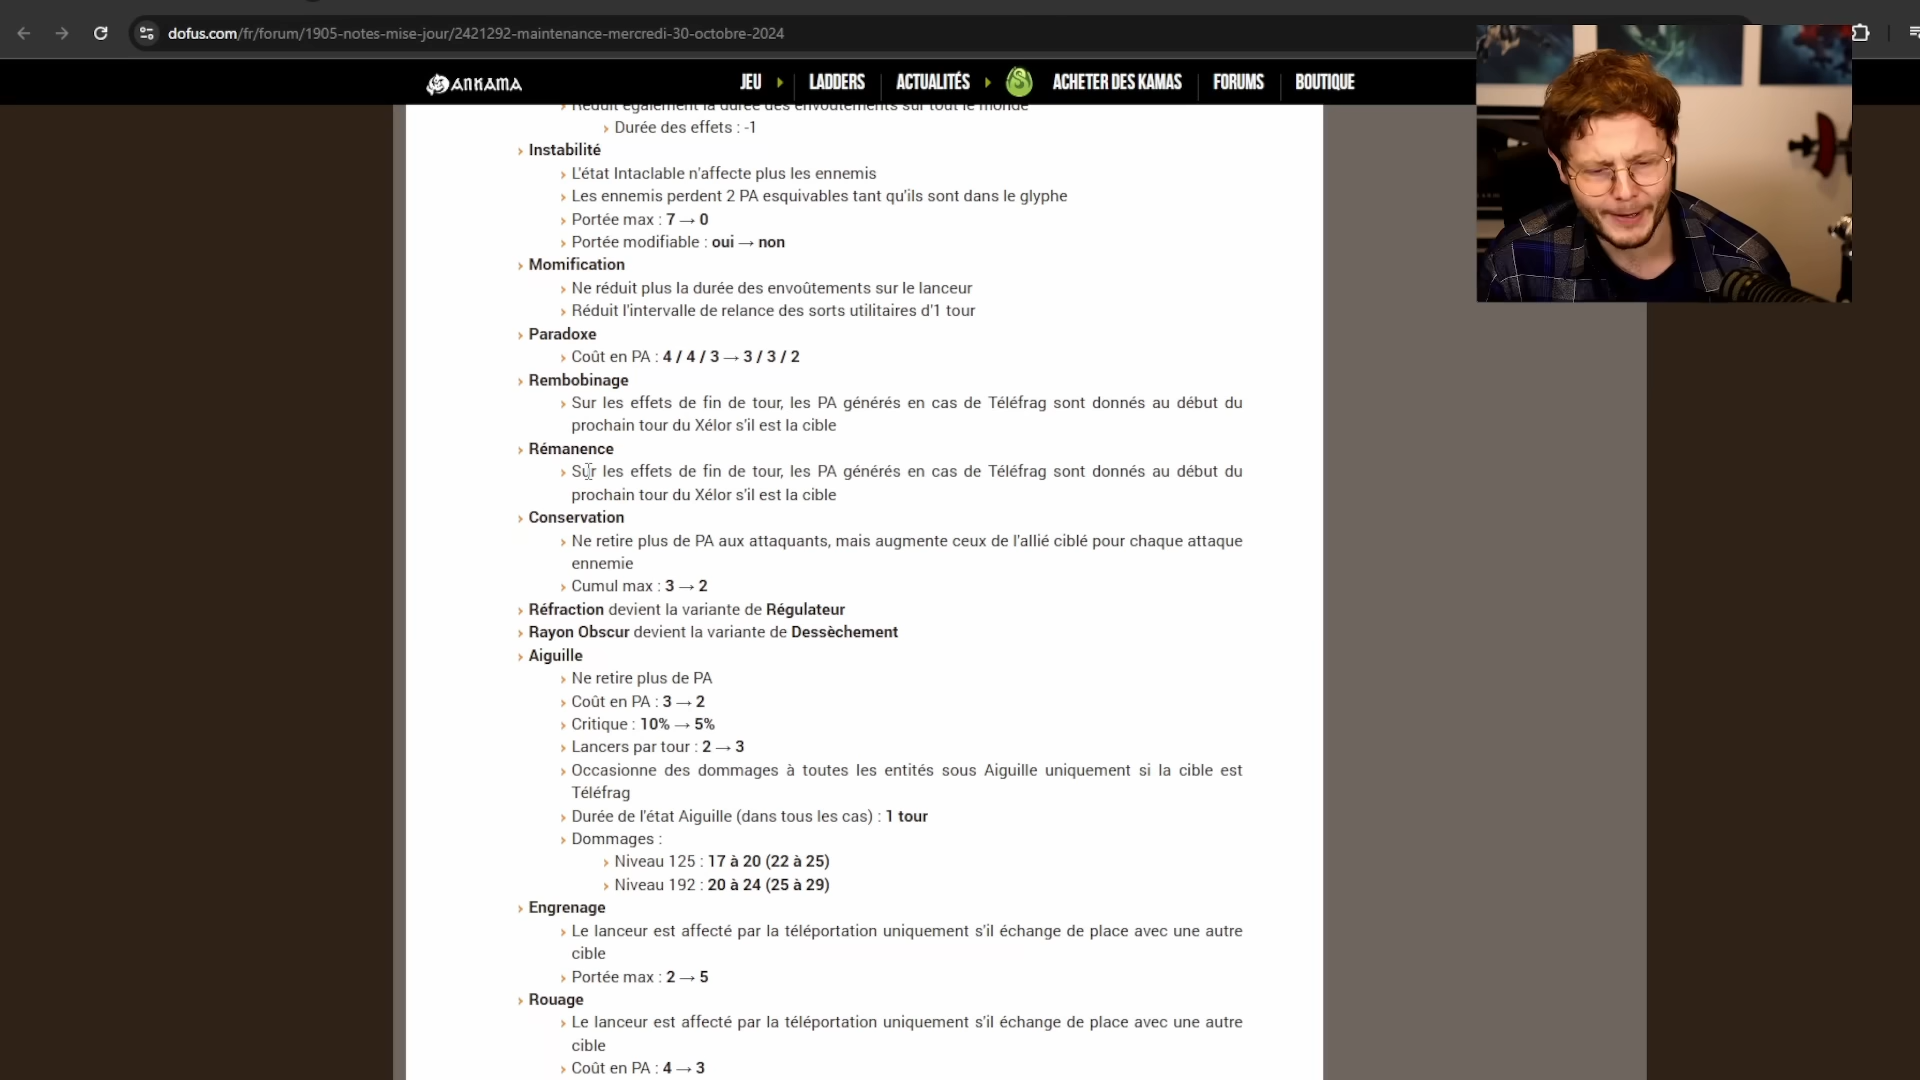 dofus.com/fr/forum/1905-notes-mise-jour/2421292-maintenance-mercredi-30-octobre-2024
ANKAMA
JEU
LADDERS
ACTUALITÉS
ACHETER DES KAMAS
FORUMS
BOUTIQUE
Réduit également la durée des envoûtements sur tout le monde
Durée des effets : -1
Instabilité
L'état Intaclable n'affecte plus les ennemis
Les ennemis perdent 2 PA esquivables tant qu'ils sont dans le glyphe
Portée max : 7 → 0
Portée modifiable : oui → non
Momification
Ne réduit plus la durée des envoûtements sur le lanceur
Réduit l'intervalle de relance des sorts utilitaires d'1 tour
Paradoxe
Coût en PA : 4 / 4 / 3 → 3 / 3 / 2
Rembobinage
Sur les effets de fin de tour, les PA générés en cas de Téléfrag sont donnés au début du
prochain tour du Xélor s'il est la cible
Rémanence
Sur les effets de fin de tour, les PA générés en cas de Téléfrag sont donnés au début du
prochain tour du Xélor s'il est la cible
Conservation
Ne retire plus de PA aux attaquants, mais augmente ceux de l'allié ciblé pour chaque attaque
ennemie
Cumul max : 3 → 2
Réfraction devient la variante de Régulateur
Rayon Obscur devient la variante de Dessèchement
Aiguille
Ne retire plus de PA
Coût en PA : 3 → 2
Critique : 10% → 5%
Lancers par tour : 2 → 3
Occasionne des dommages à toutes les entités sous Aiguille uniquement si la cible est
Téléfrag
Durée de l'état Aiguille (dans tous les cas) : 1 tour
Dommages :
Niveau 125 : 17 à 20 (22 à 25)
Niveau 192 : 20 à 24 (25 à 29)
Engrenage
Le lanceur est affecté par la téléportation uniquement s'il échange de place avec une autre
cible
Portée max : 2 → 5
Rouage
Le lanceur est affecté par la téléportation uniquement s'il échange de place avec une autre
cible
Coût en PA : 4 → 3